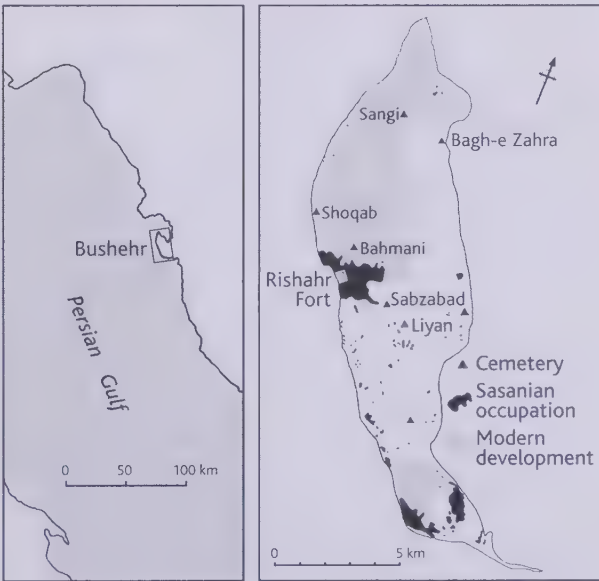 Bushehr
Persian Gulf
0 50 100 km
Sangi
Bagh-e Zahra
Shoqab
Bahmani
Rishahr
Fort
Sabzabad
Liyan
Cemetery
Sasanian
occupation
Modern
development
0 5 km